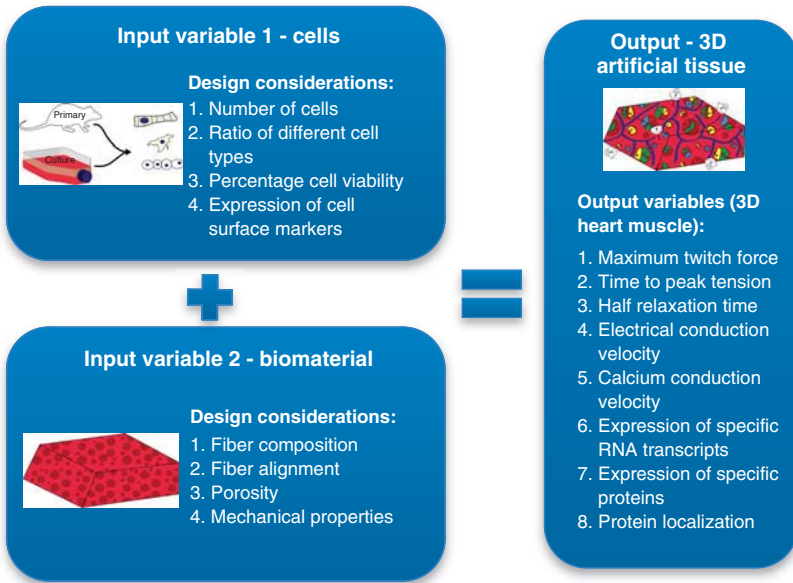 Input variable 1 - cells
Primary
Culture
Design considerations:
1. Number of cells
2. Ratio of different cell
types
3. Percentage cell viability
4. Expression of cell
surface markers
Input variable 2 - biomaterial
Design considerations:
1. Fiber composition
2. Fiber alignment
3. Porosity
4. Mechanical properties
Output - 3D
artificial tissue
Output variables (3D
heart muscle):
1. Maximum twitch force
2. Time to peak tension
3. Half relaxation time
4. Electrical conduction
velocity
5. Calcium conduction
velocity
6. Expression of specific
RNA transcripts
7. Expression of specific
proteins
8. Protein localization